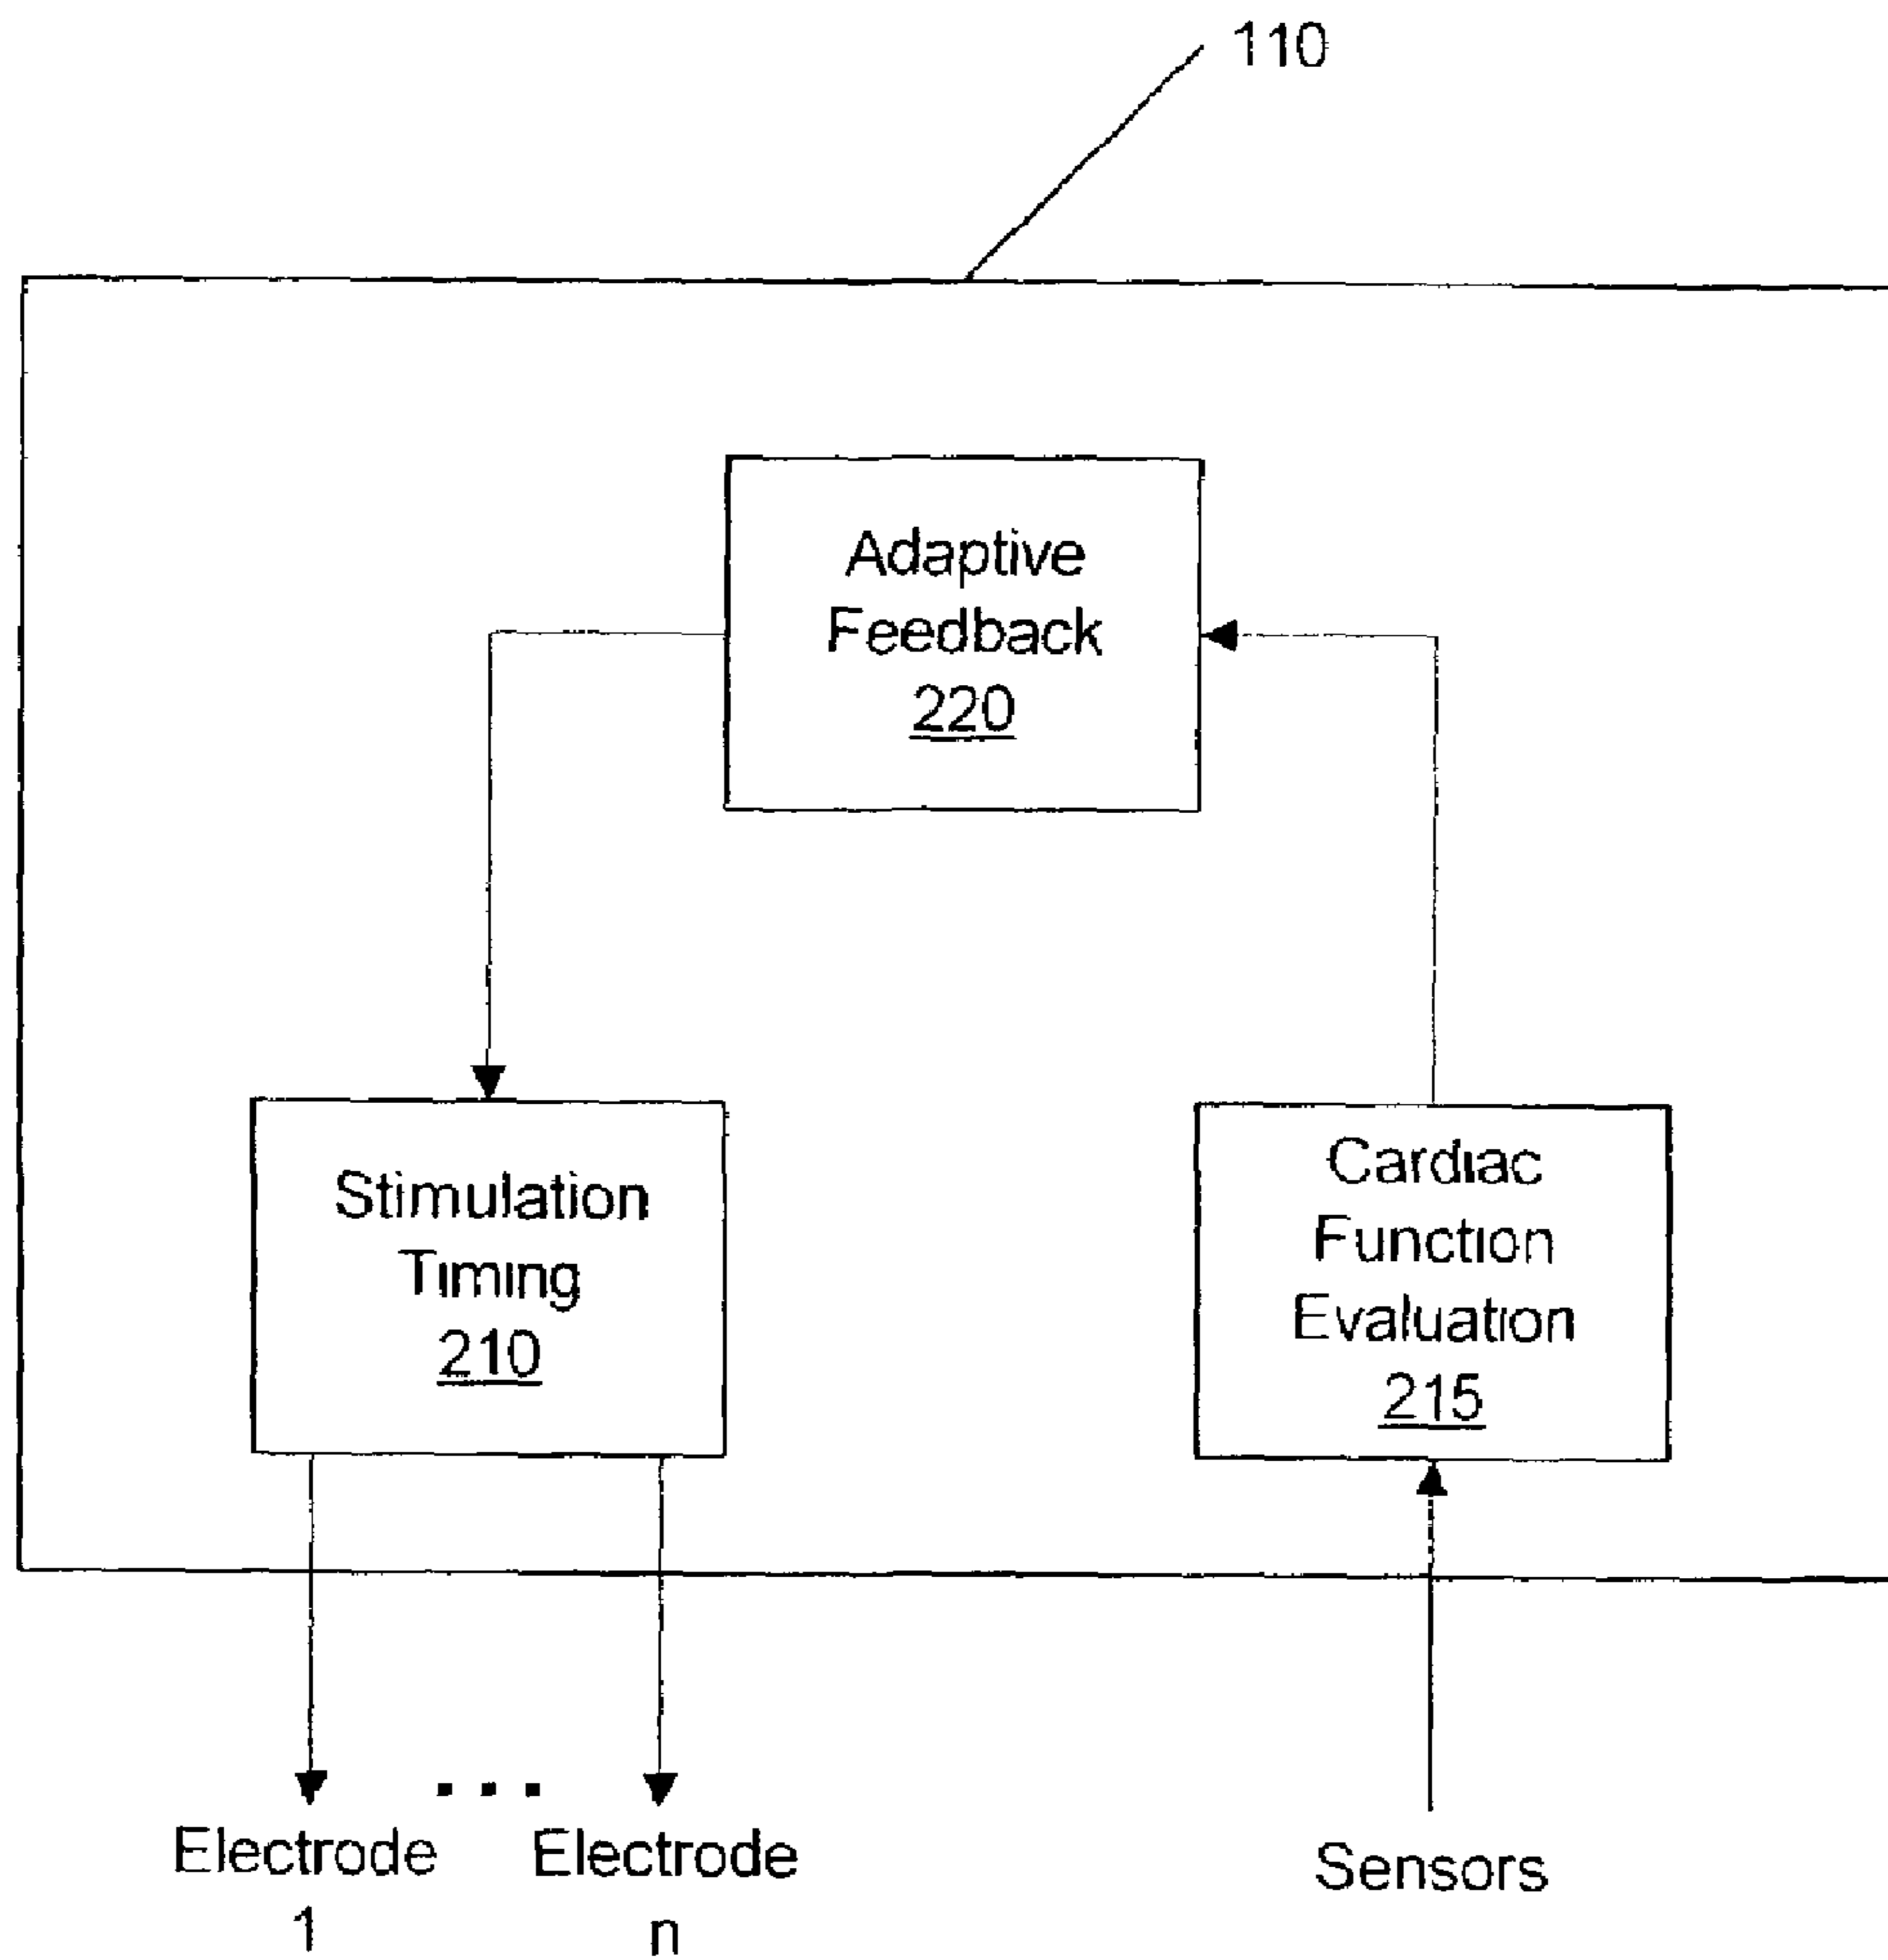 110
Adaptive
Feedback
220
Stimulation
Timing
210
Cardiac
Function
Evaluation
215
...
Electrode
1
Electrode
n
Sensors